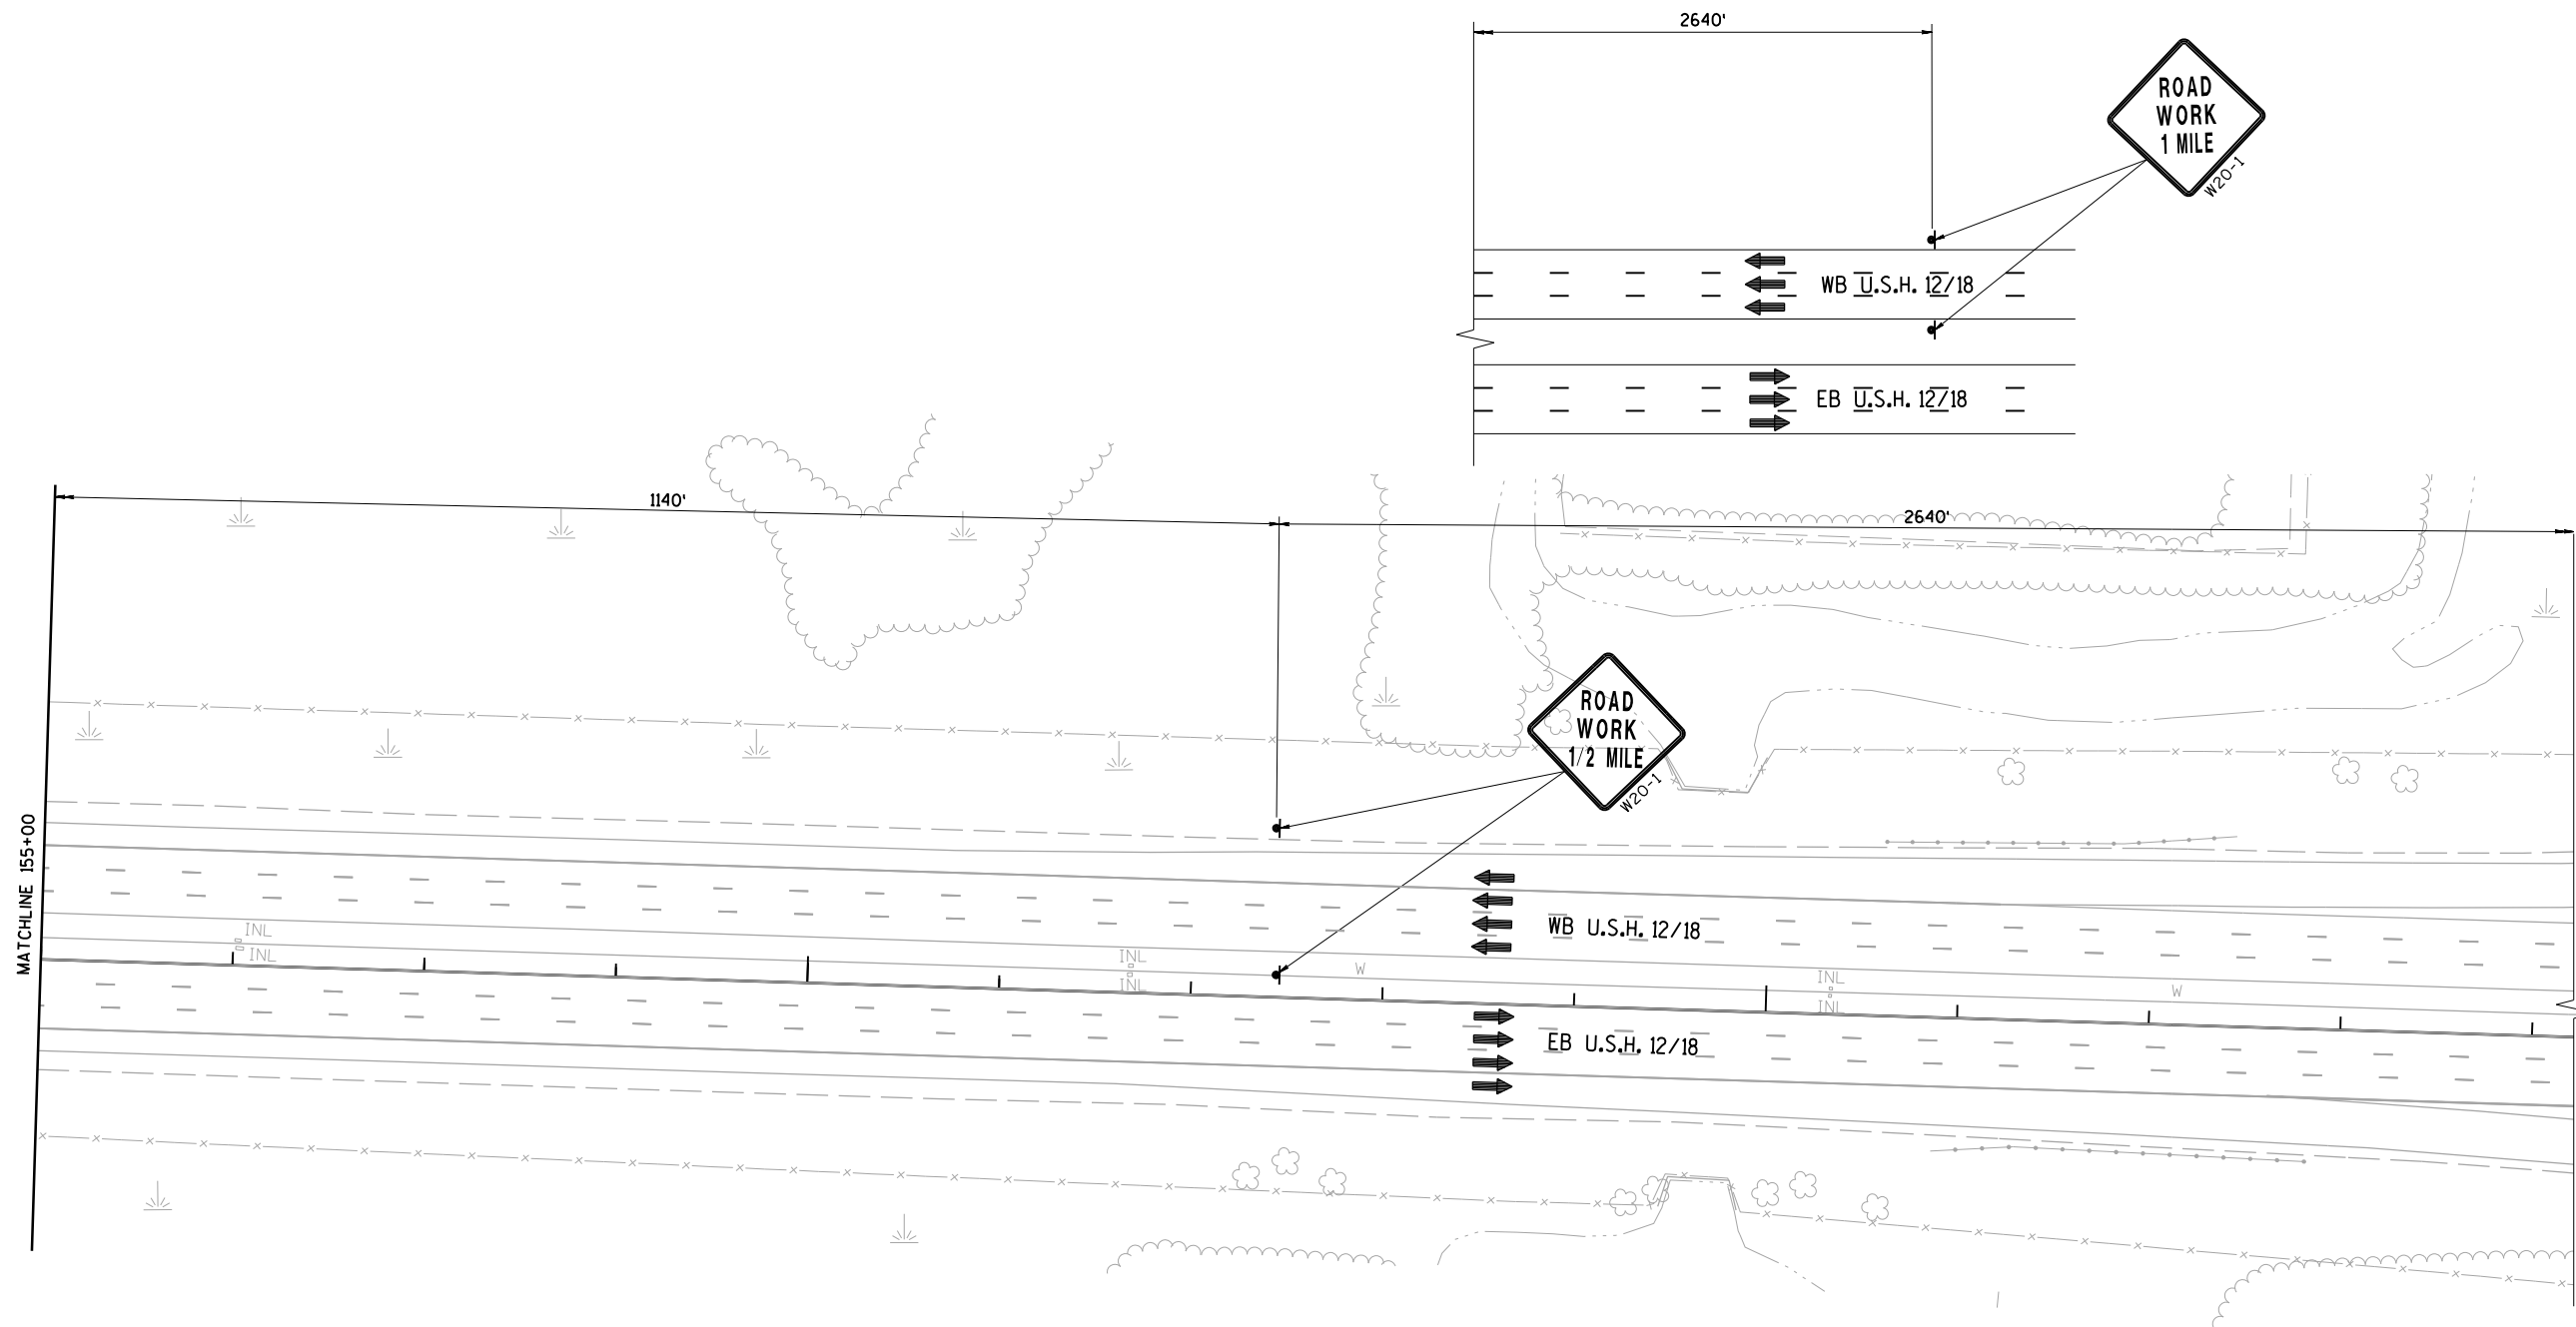 2640'
ROAD
WORK
1 MILE
W20-1
WB U.S.H. 12/18
EB U.S.H. 12/18
1140'
2640'
ROAD
WORK
1/2 MILE
W20-1
MATCHLINE 155+00
WB U.S.H. 12/18
INL
INL
INL
INL
W
INL
INL
W
EB U.S.H. 12/18